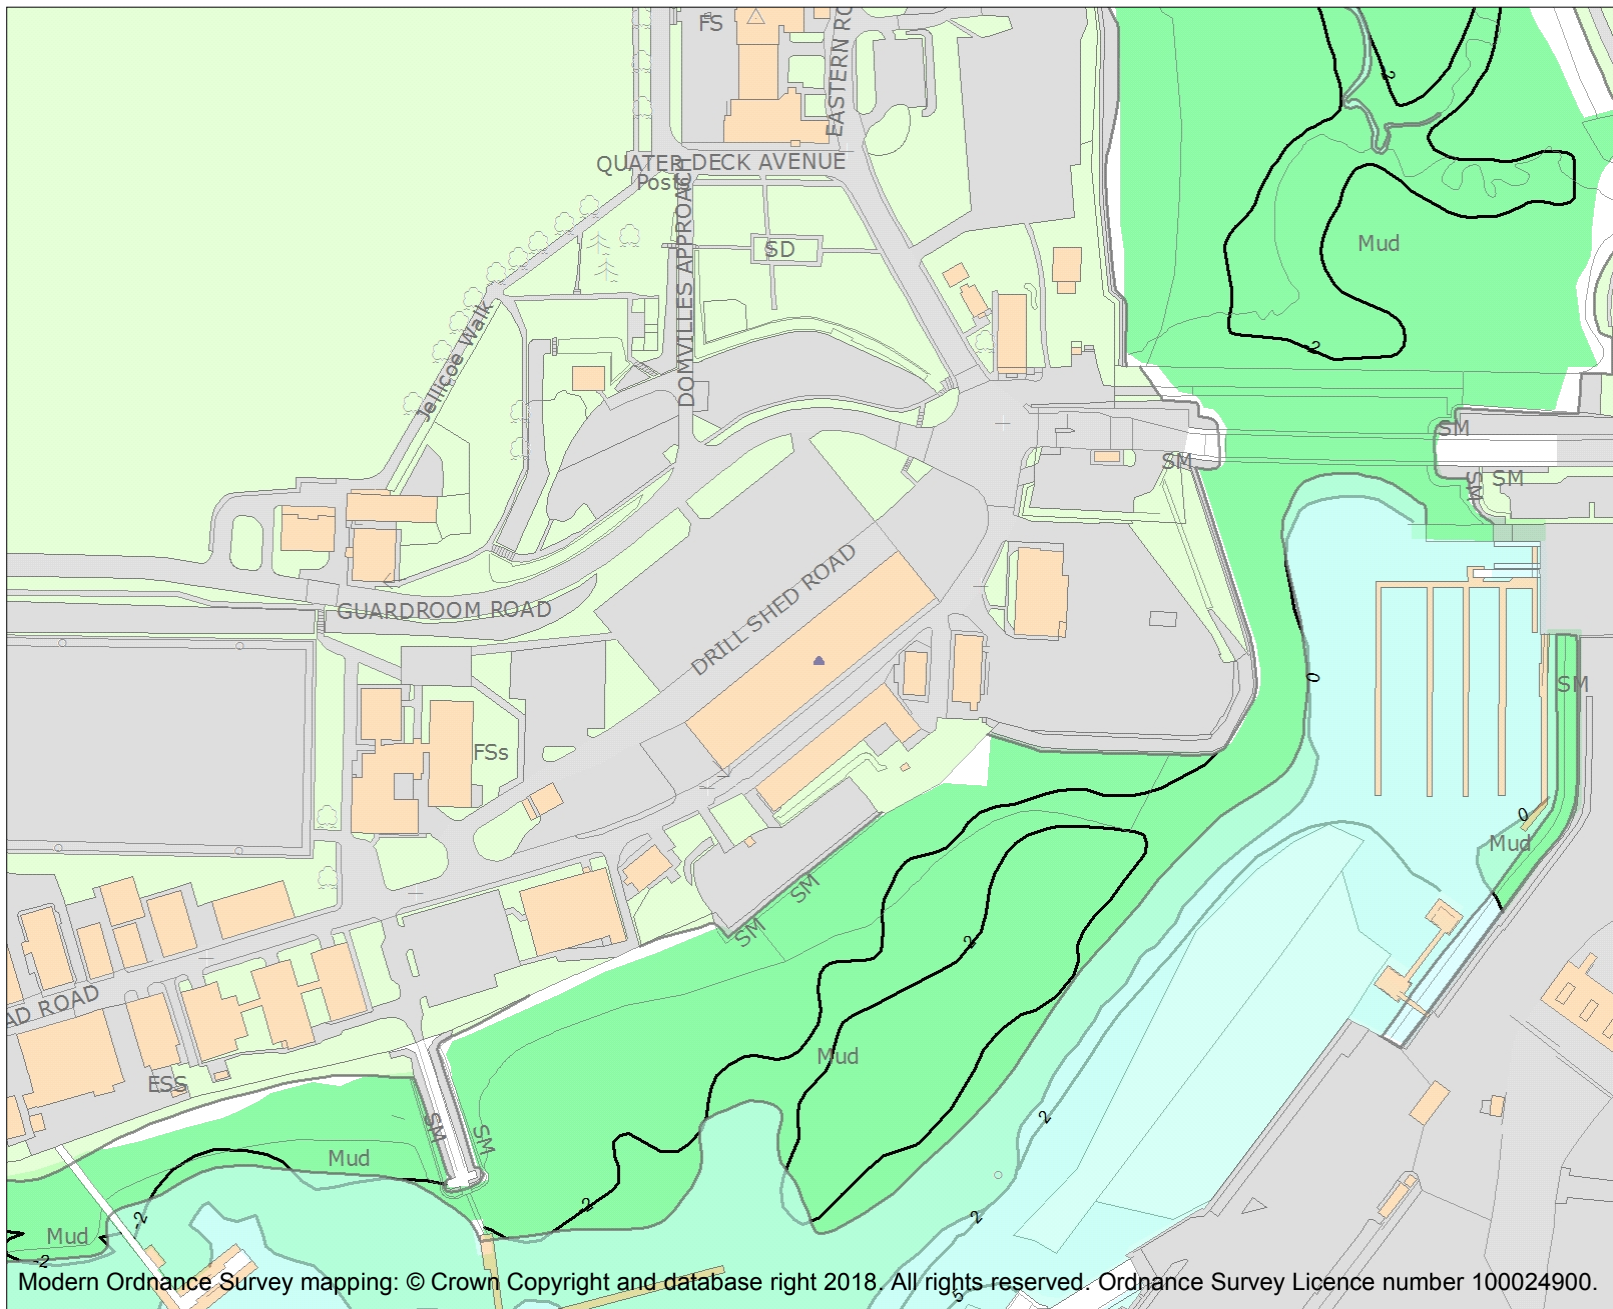 FS
EASTERN RO
2
QUATER DECK AVENUE
Posts
DOMVILLES APPROACH
SD
Mud
Jellicoe Walk
-2
SM
SM
SM
SM
DRILL SHED ROAD
GUARDROOM ROAD
0
SM
FSs
0
Mud
SM
SM
2
AD ROAD
Mud
ESS
SM
SM
2
Mud
2
-2
2
Mud
-2
Modern Ordnance Survey mapping: © Crown Copyright and database right 2018. All rights reserved. Ordnance Survey Licence number 100024900.